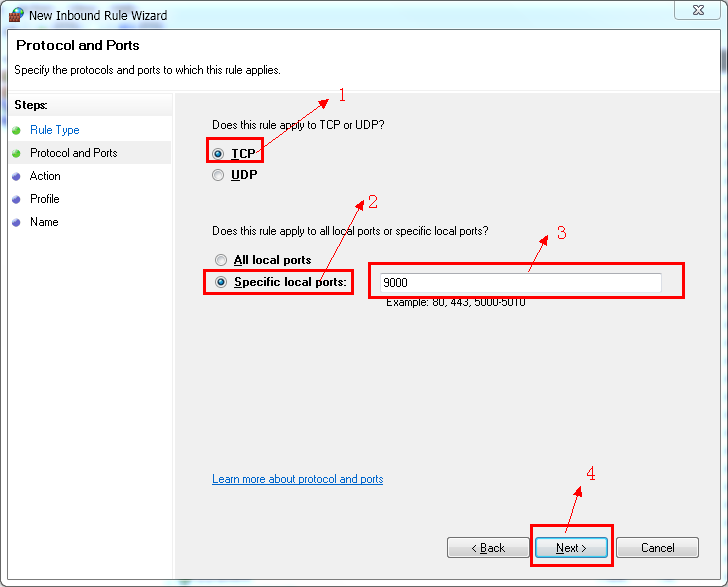 New Inbound Rule Wizard
Protocol and Ports
Specify the protocols and ports to which this rule applies.
Steps:
Rule Type
Protocol and Ports
Action
Profile
Name
1
Does this rule apply to TCP or UDP?
TCP
UDP
2
Does this rule apply to all local ports or specific local ports?
3
All local ports
Specific local ports:
9000
Example: 80, 443, 5000-5010
Learn more about protocol and ports
4
< Back
Next >
Cancel